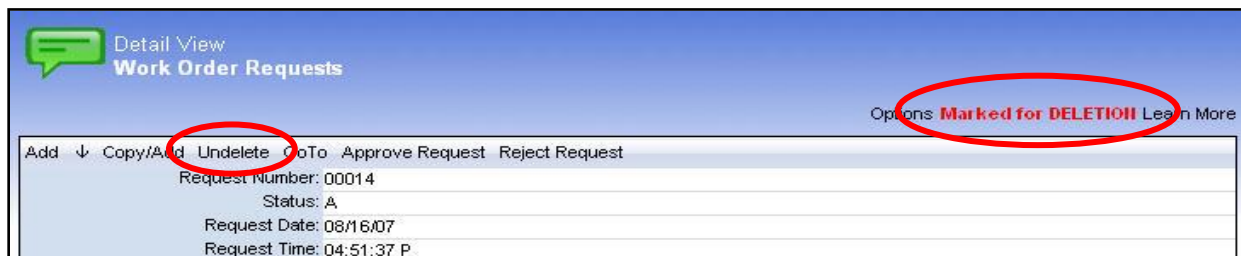 Detail View
Work Order Requests
Options Marked for DELETION Learn More
Add ↓ Copy/Add Undelete GoTo Approve Request Reject Request
Request Number: 00014
Status: A
Request Date: 08/16/07
Request Time: 04:51:37 P